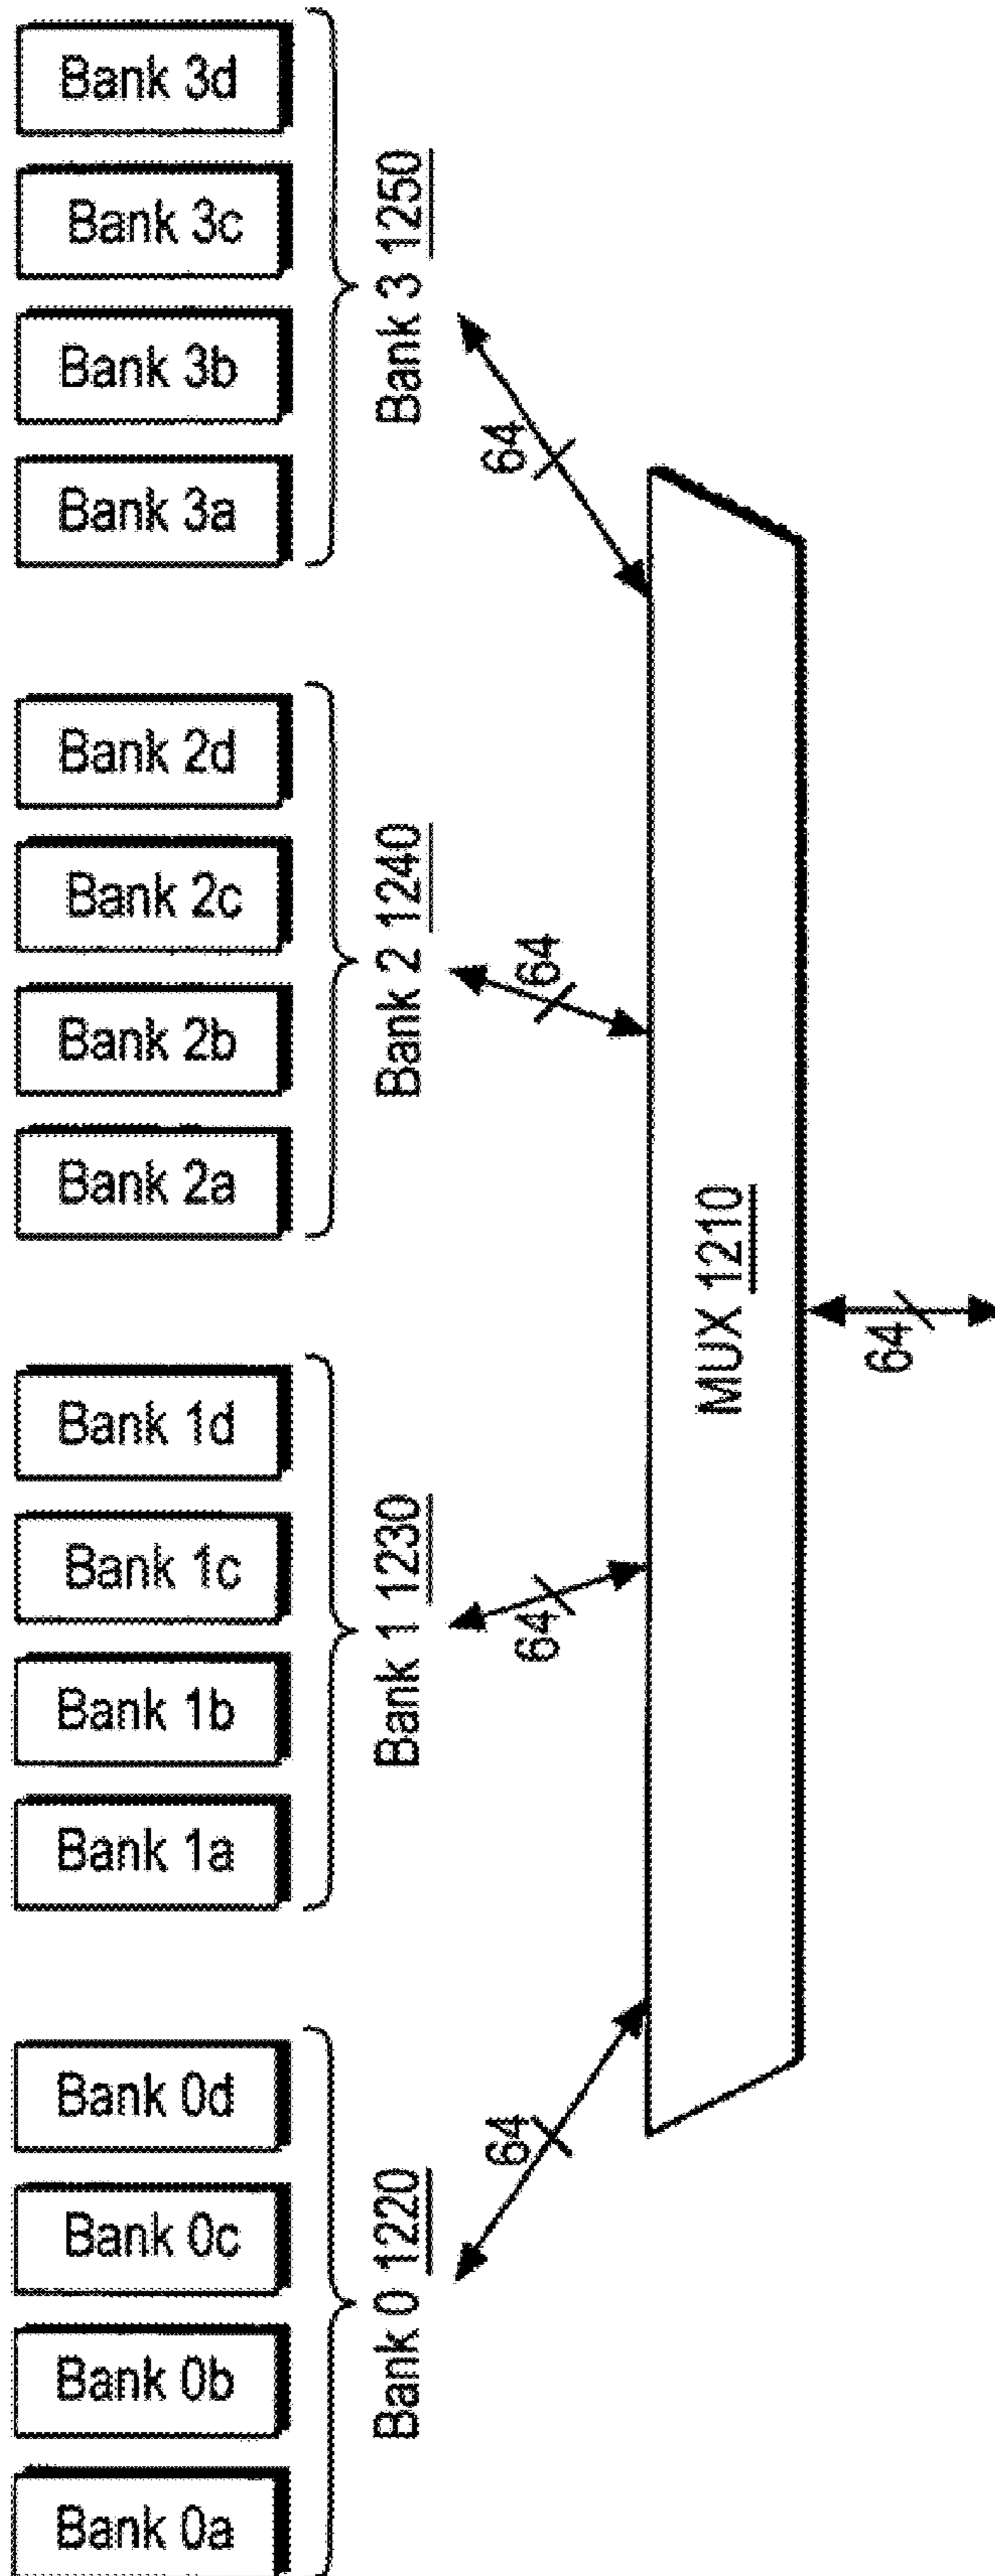 Bank 3d
Bank 3c
Bank 3b
Bank 3a
Bank 3 1250
64
Bank 2d
Bank 2c
Bank 2b
Bank 2a
Bank 2 1240
64
Bank 1d
Bank 1c
Bank 1b
Bank 1a
Bank 1 1230
64
Bank 0d
Bank 0c
Bank 0b
Bank 0a
Bank 0 1220
64
MUX 1210
64